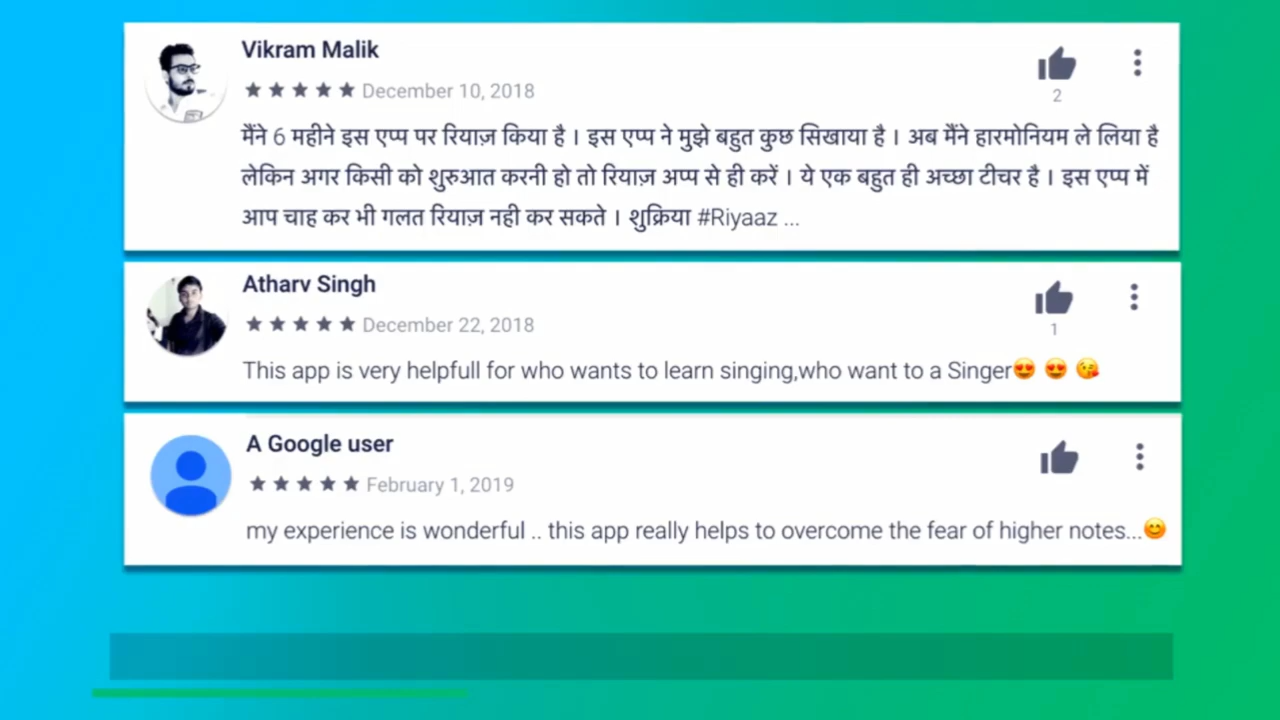 Vikram Malik
★ ★ ★ ★ ★ December 10, 2018
2
मैंने 6 महीने इस एप्प पर रियाज़ किया है । इस एप्प ने मुझे बहुत कुछ सिखाया है । अब मैंने हारमोनियम ले लिया है
लेकिन अगर किसी को शुरुआत करनी हो तो रियाज़ अप्प से ही करें । ये एक बहुत ही अच्छा टीचर है । इस एप्प में
आप चाह कर भी गलत रियाज़ नही कर सकते । शुक्रिया #Riyaaz ...
Atharv Singh
★ ★ ★ ★ ★ December 22, 2018
1
This app is very helpfull for who wants to learn singing,who want to a Singer😍 😍 😘
A Google user
★ ★ ★ ★ ★ February 1, 2019
my experience is wonderful .. this app really helps to overcome the fear of higher notes...😊